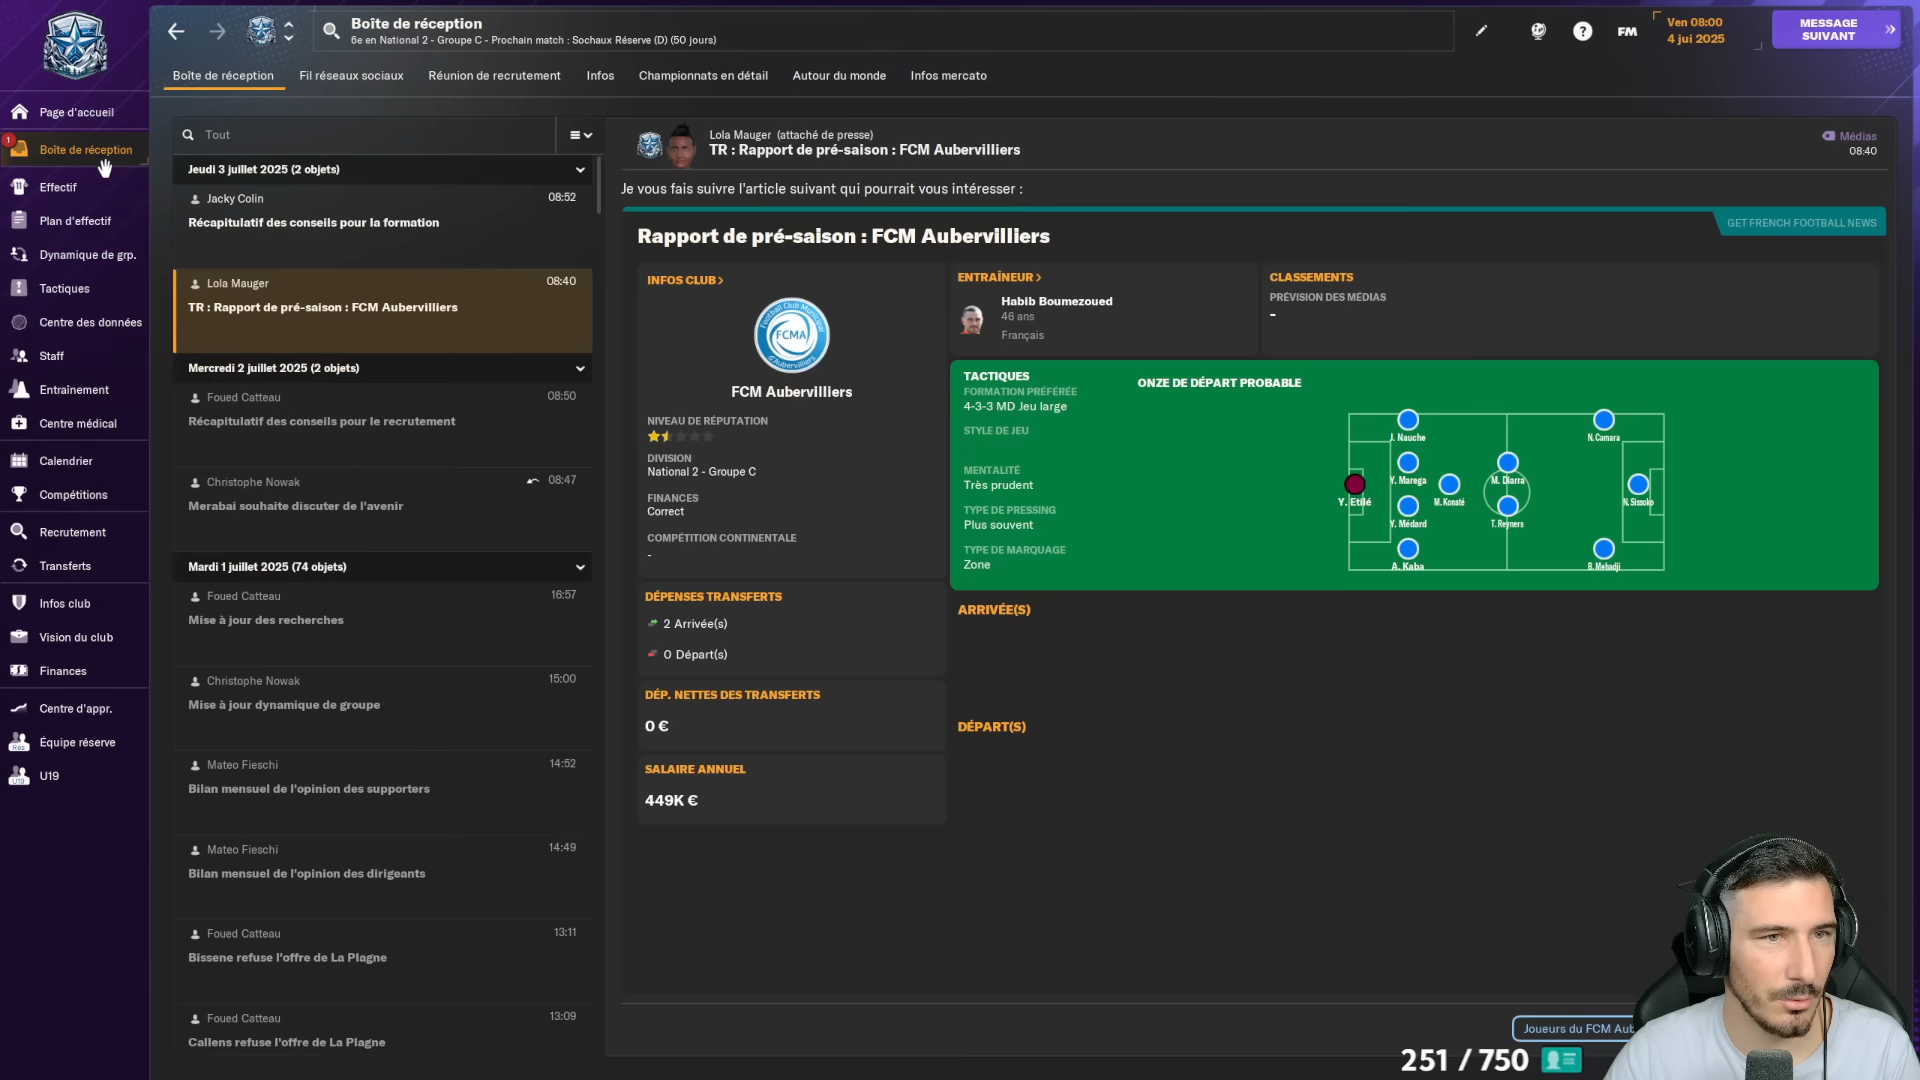 Boîte de réception
6e en National 2 - Groupe C - Prochain match : Sochaux Réserve (D) (50 jours)
FM
Ven 08:00
4 jui 2025
MESSAGE
SUIVANT
Boîte de réception
Fil réseaux sociaux
Réunion de recrutement
Infos
Championnats en détail
Autour du monde
Infos mercato
Page d'accueil
1
Boîte de réception
Effectif
Plan d'effectif
Dynamique de grp.
Tactiques
Centre des données
Staff
Entraînement
Centre médical
Calendrier
Compétitions
Recrutement
Transferts
Infos club
Vision du club
Finances
Centre d'appr.
Équipe réserve
U19
Tout
Jeudi 3 juillet 2025 (2 objets)
Jacky Colin
08:52
Récapitulatif des conseils pour la formation
Lola Mauger
08:40
TR : Rapport de pré-saison : FCM Aubervilliers
Mercredi 2 juillet 2025 (2 objets)
Foued Catteau
08:50
Récapitulatif des conseils pour le recrutement
Christophe Nowak
08:47
Merabai souhaite discuter de l'avenir
Mardi 1 juillet 2025 (74 objets)
Foued Catteau
16:57
Mise à jour des recherches
Christophe Nowak
15:00
Mise à jour dynamique de groupe
Mateo Fieschi
14:52
Bilan mensuel de l'opinion des supporters
Mateo Fieschi
14:49
Bilan mensuel de l'opinion des dirigeants
Foued Catteau
13:11
Bissene refuse l'offre de La Plagne
Foued Catteau
13:09
Callens refuse l'offre de La Plagne
Lola Mauger (attaché de presse)
TR : Rapport de pré-saison : FCM Aubervilliers
Médias
08:40
Je vous fais suivre l'article suivant qui pourrait vous intéresser :
GET FRENCH FOOTBALL NEWS
Rapport de pré-saison : FCM Aubervilliers
INFOS CLUB >
FCMA
FCM Aubervilliers
NIVEAU DE RÉPUTATION
DIVISION
National 2 - Groupe C
FINANCES
Correct
COMPÉTITION CONTINENTALE
-
DÉPENSES TRANSFERTS
2 Arrivée(s)
0 Départ(s)
DÉP. NETTES DES TRANSFERTS
0 €
SALAIRE ANNUEL
449K €
ENTRAÎNEUR >
Habib Boumezoued
46 ans
Français
CLASSEMENTS
PRÉVISION DES MÉDIAS
-
TACTIQUES
FORMATION PRÉFÉRÉE
4-3-3 MD Jeu large
STYLE DE JEU
MENTALITÉ
Très prudent
TYPE DE PRESSING
Plus souvent
TYPE DE MARQUAGE
Zone
ONZE DE DÉPART PROBABLE
J. Nauche
N. Camara
Y. Marega
M. Diarra
Y. Etilé
M. Konaté
N. Sissoko
Y. Médard
T. Reyners
A. Kaba
B. Mehadji
ARRIVÉE(S)
DÉPART(S)
Joueurs du FCM Aub
251 / 750